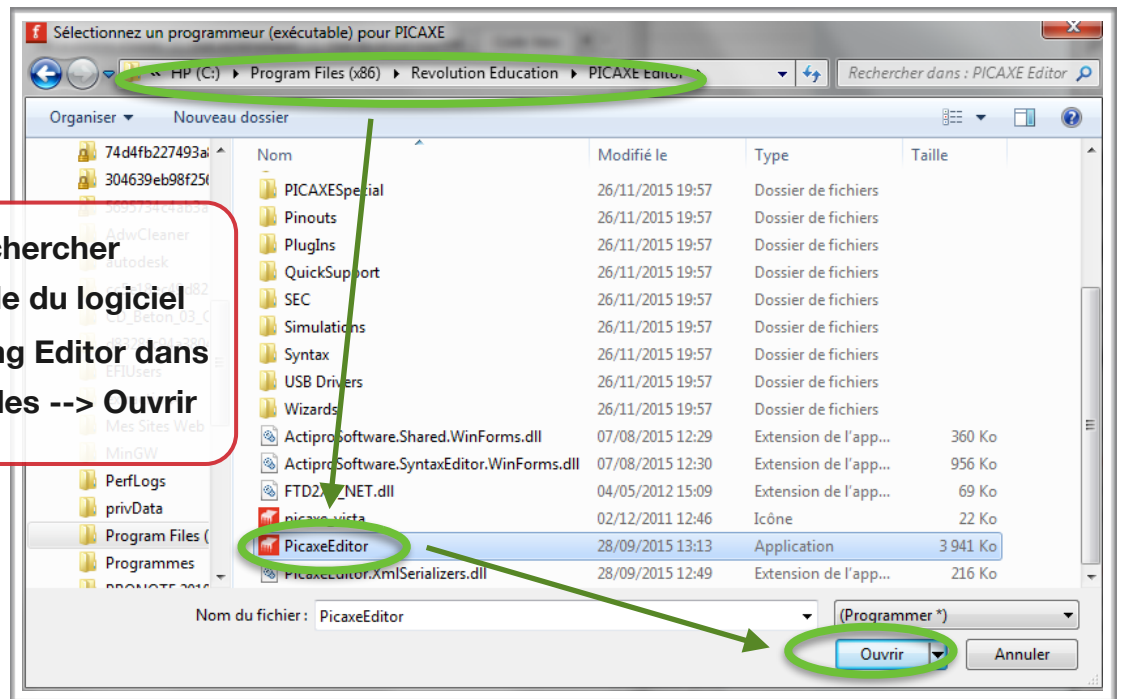 Sélectionnez un programmeur (exécutable) pour PICAXE
« HP (C:) Program Files (x86) Revolution Education PICAXE Editor
Rechercher dans : PICAXE Editor
Organiser Nouveau dossier
Nom Modifié le Type Taille
74d4fb227493a
304639eb98f256
AdwCleaner
autodesk
CD_Beton_03_C
EFIUsers
Mes Sites Web
MinGW
PerfLogs
privData
Program Files (
Programmes
chercher
le du logiciel
ng Editor dans
les --> Ouvrir
PICAXESpecial 26/11/2015 19:57 Dossier de fichiers
Pinouts 26/11/2015 19:57 Dossier de fichiers
PlugIns 26/11/2015 19:57 Dossier de fichiers
QuickSupport 26/11/2015 19:57 Dossier de fichiers
SEC 26/11/2015 19:57 Dossier de fichiers
Simulations 26/11/2015 19:57 Dossier de fichiers
Syntax 26/11/2015 19:57 Dossier de fichiers
USB Drivers 26/11/2015 19:57 Dossier de fichiers
Wizards 26/11/2015 19:57 Dossier de fichiers
ActiproSoftware.Shared.WinForms.dll 07/08/2015 12:29 Extension de l'app... 360 Ko
ActiproSoftware.SyntaxEditor.WinForms.dll 07/08/2015 12:30 Extension de l'app... 956 Ko
FTD2XX_NET.dll 04/05/2012 15:09 Extension de l'app... 69 Ko
picaxe_vista 02/12/2011 12:46 Icône 22 Ko
PicaxeEditor 28/09/2015 13:13 Application 3 941 Ko
PicaxeEditor.XmlSerializers.dll 28/09/2015 12:49 Extension de l'app... 216 Ko
Nom du fichier : PicaxeEditor
(Programmer *)
Ouvrir Annuler